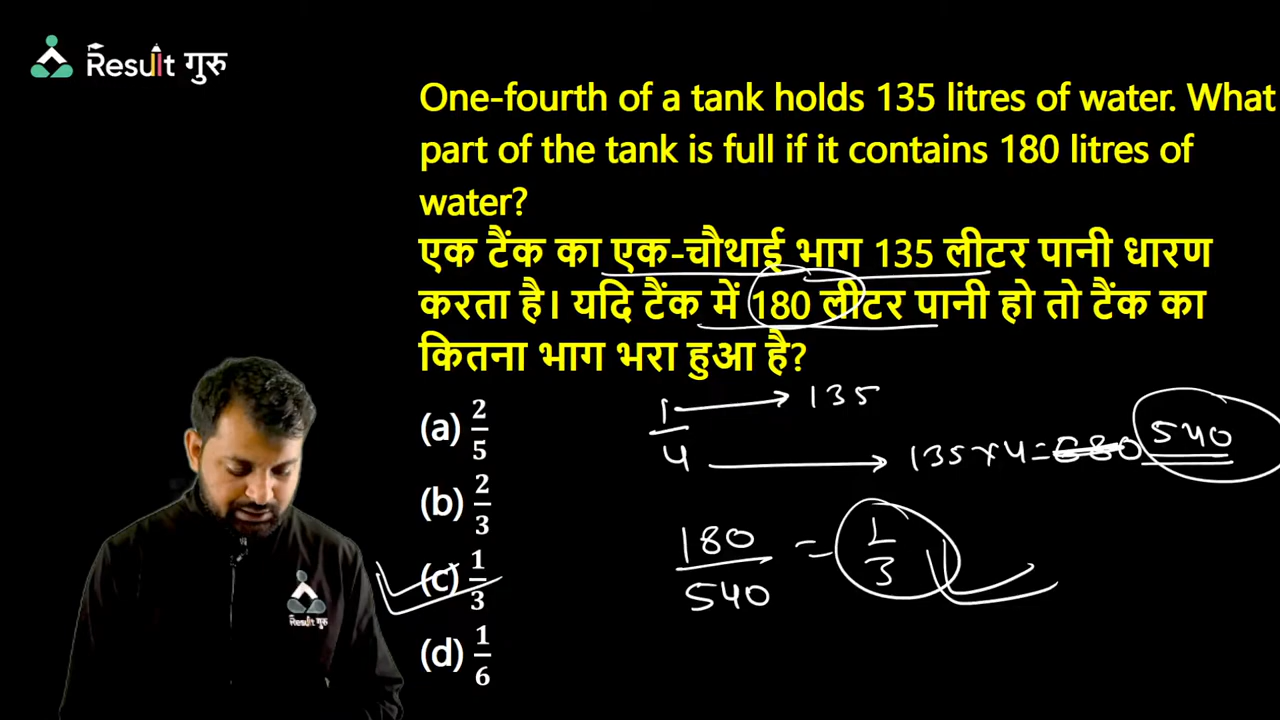 Result गुरु
One-fourth of a tank holds 135 litres of water. What
part of the tank is full if it contains 180 litres of
water?
एक टैंक का एक-चौथाई भाग 135 लीटर पानी धारण
करता है। यदि टैंक में 180 लीटर पानी हो तो टैंक का
कितना भाग भरा हुआ है?
(a) 2/5
(b) 2/3
(c) 1/3
(d) 1/6
1/4 → 135
→ 135×4= 540
180/540 = 1/3
Result गुरु